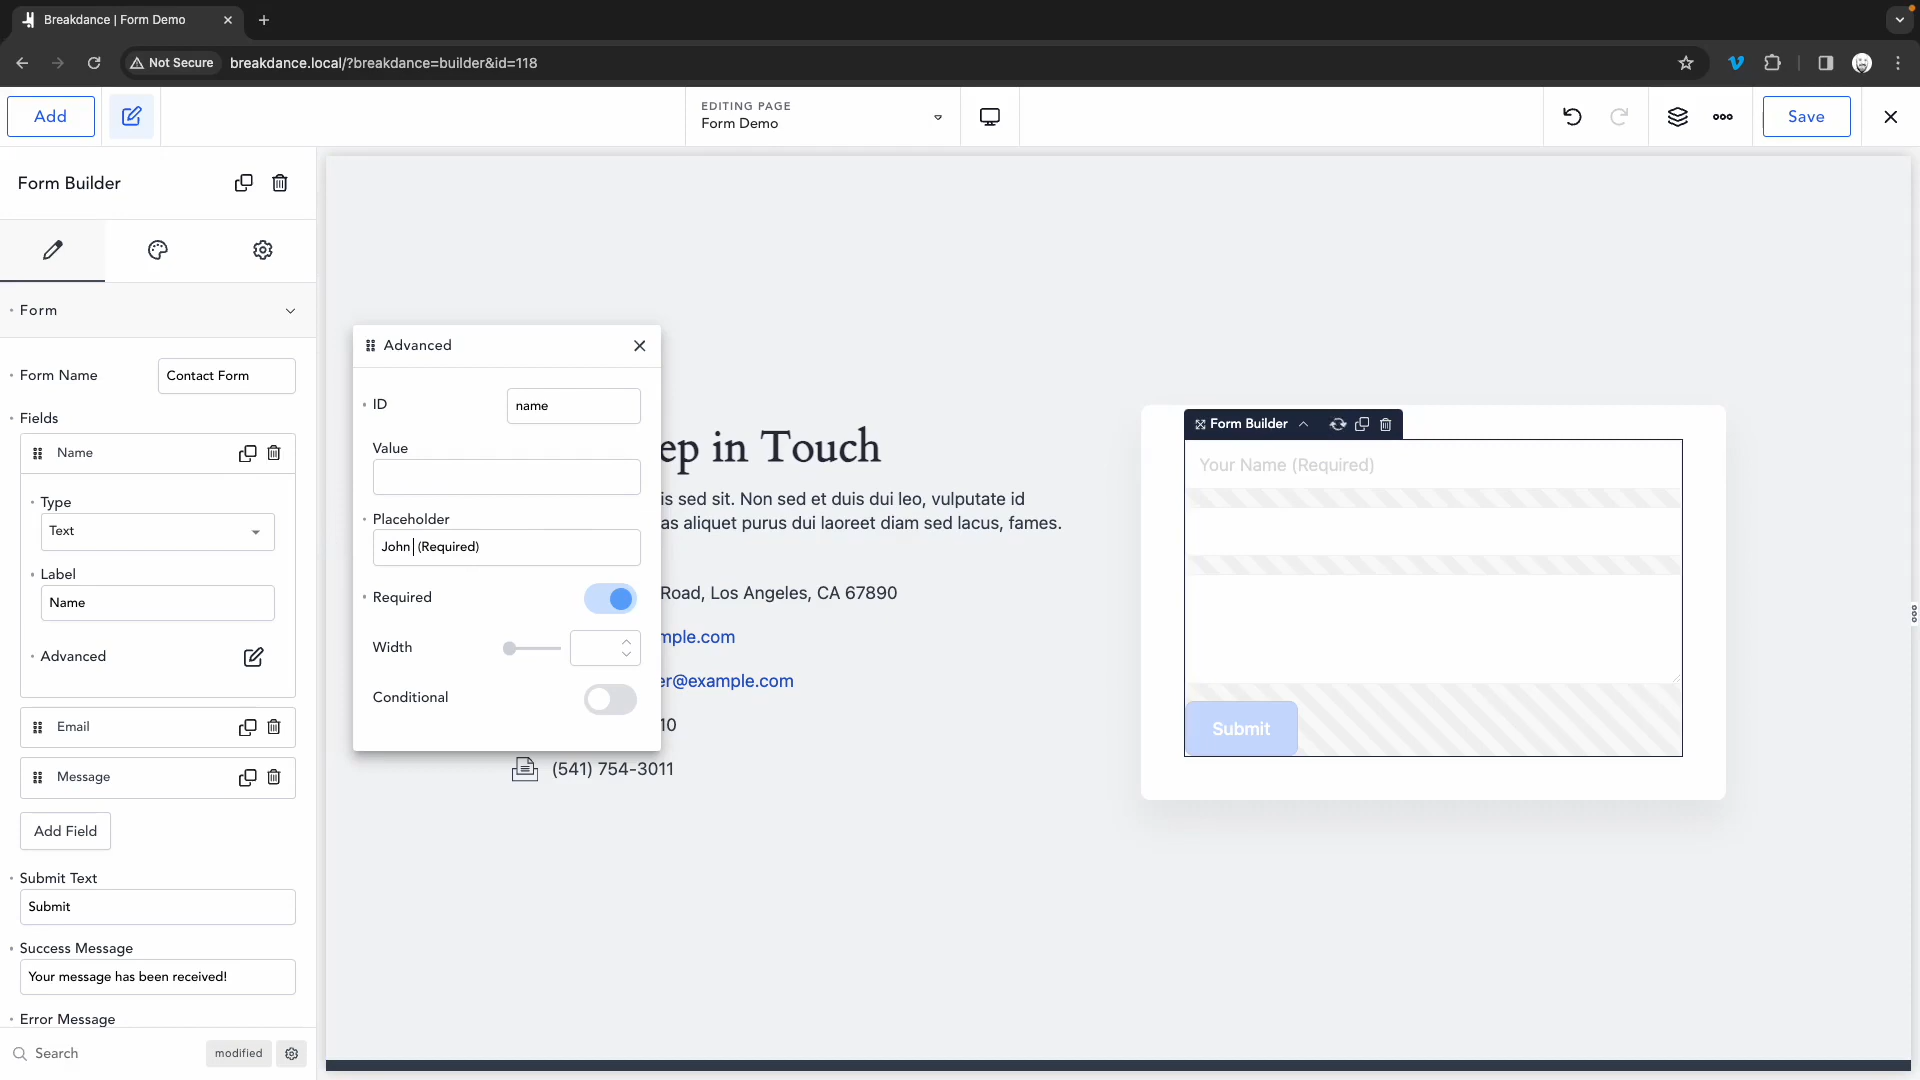 Breakdance | Form Demo
Not Secure
breakdance.local/?breakdance=builder&id=118
Add
EDITING PAGE
Form Demo
Save
Form Builder
Form
Form Name
Contact Form
Fields
Name
Type
Text
Label
Name
Advanced
Email
Message
Add Field
Submit Text
Submit
Success Message
Your message has been received!
Error Message
Search
modified
Advanced
ID
name
Value
Placeholder
John (Required)
Required
Width
Conditional
ep in Touch
is sed sit. Non sed et duis dui leo, vulputate id
as aliquet purus dui laoreet diam sed lacus, fames.
Road, Los Angeles, CA 67890
mple.com
er@example.com
10
(541) 754-3011
Form Builder
Your Name (Required)
Submit